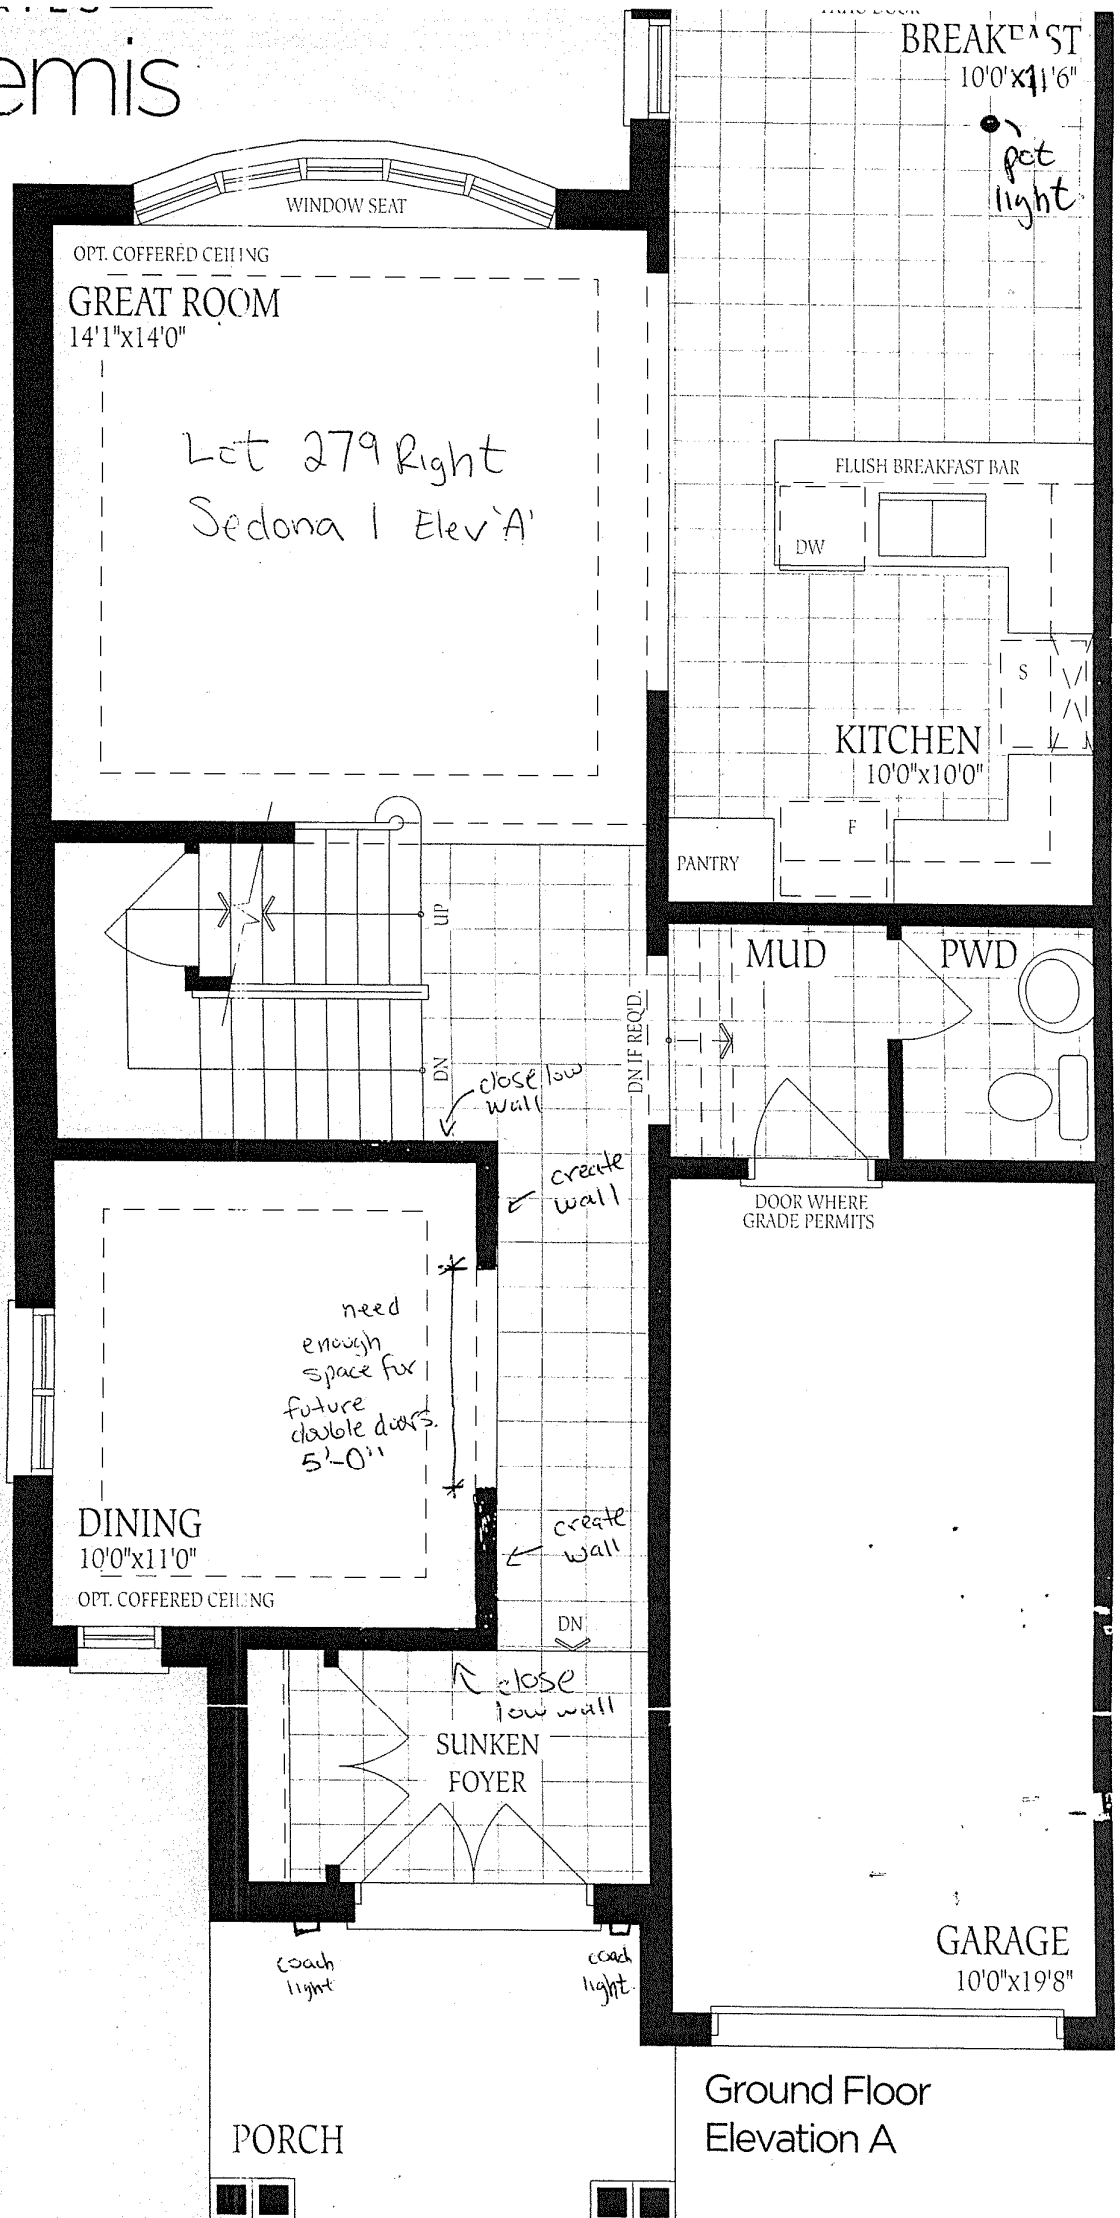 emis
BREAKFAST
10'0"x11'6"
pot
light
WINDOW SEAT
OPT. COFFERED CEILING
GREAT ROOM
14'1"x14'0"
Lot 279 Right
Sedona 1 Elev 'A'
FLUSH BREAKFAST BAR
DW
S
KITCHEN
10'0"x10'0"
F
PANTRY
UP
MUD
PWD
DN IF REQ'D.
DN
close low
wall
create
wall
DOOR WHERE
GRADE PERMITS
need
enough
space for
future
double doors.
5'-0"
DINING
10'0"x11'0"
OPT. COFFERED CEILING
create
wall
DN
close
low wall
SUNKEN
FOYER
coach
light
coach
light
GARAGE
10'0"x19'8"
PORCH
Ground Floor
Elevation A